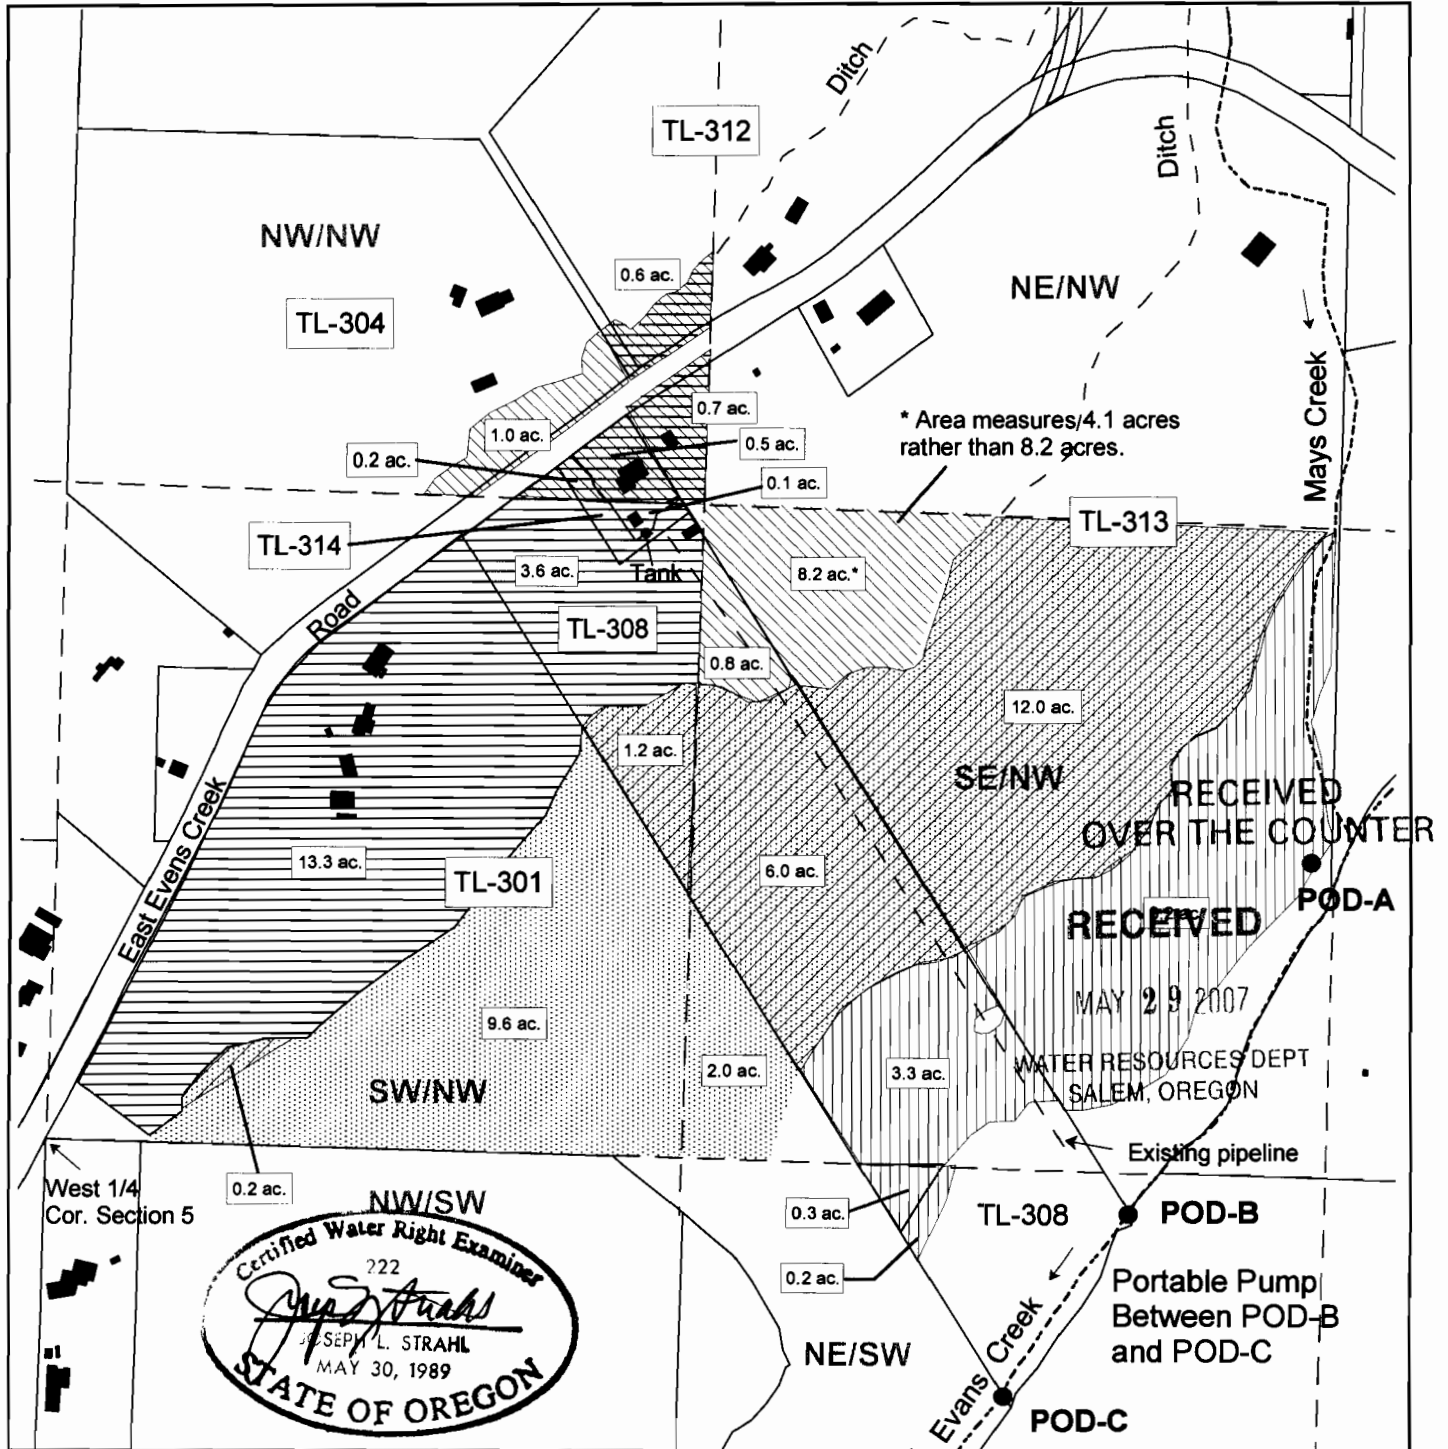 Ditch
TL-312
Ditch
NW/NW
0.6 ac.
NE/NW
TL-304
Mays Creek
0.7 ac.
* Area measures 4.1 acres
rather than 8.2 acres.
1.0 ac.
0.5 ac.
0.2 ac.
0.1 ac.
TL-313
TL-314
3.6 ac.
Tank
8.2 ac.*
Road
TL-308
0.8 ac.
12.0 ac.
1.2 ac.
SE/NW
RECEIVED
OVER THE COUNTER
East Evens Creek
13.3 ac.
TL-301
6.0 ac.
POD-A
RECEIVED
MAY 29 2007
9.6 ac.
WATER RESOURCES DEPT
SALEM, OREGON
2.0 ac.
3.3 ac.
SW/NW
Existing pipeline
West 1/4
Cor. Section 5
0.2 ac.
NW/SW
0.3 ac.
TL-308
POD-B
Certified Water Right Examiner
222
JOSEPH L. STRAHL
MAY 30, 1989
STATE OF OREGON
0.2 ac.
Portable Pump
Between POD-B
and POD-C
NE/SW
Evans Creek
POD-C